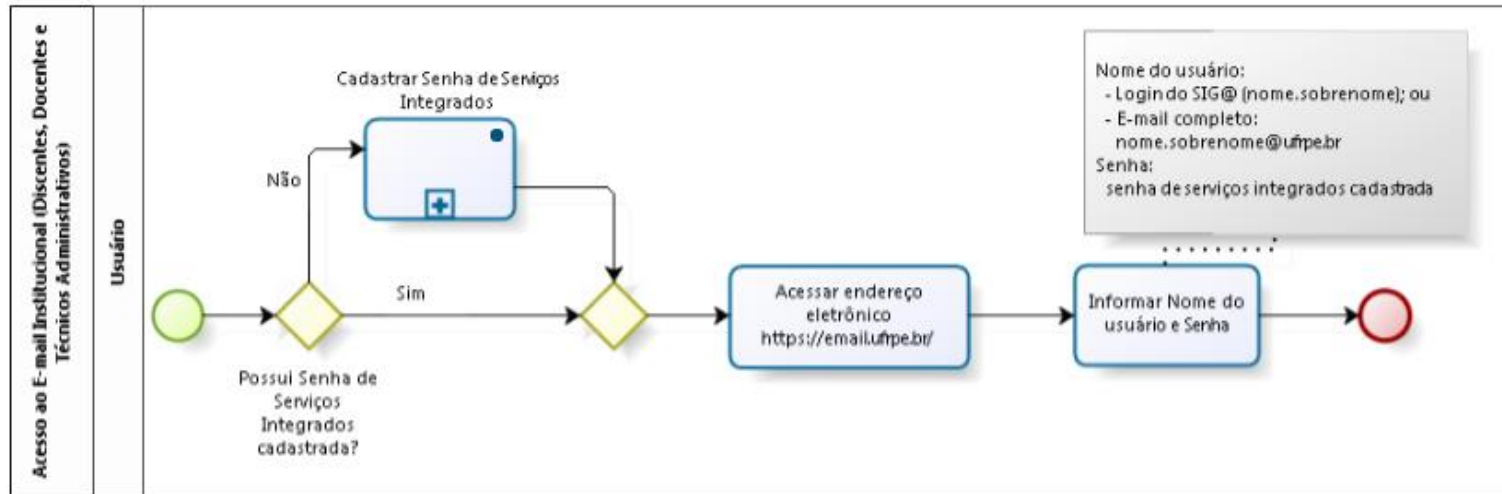 Acesso ao E-mail Institucional (Discentes, Docentes e
Técnicos Administrativos)
Usuário
Cadastrar Senha de Serviços
Integrados
Não
Sim
Possui Senha de
Serviços
Integrados
cadastrada?
Acessar endereço
eletrônico
https://email.ufrpe.br/
Nome do usuário:
- Login do SIG@ (nome.sobrenome); ou
- E-mail completo:
nome.sobrenome@ufrpe.br
Senha:
senha de serviços integrados cadastrada
Informar Nome do
usuário e Senha